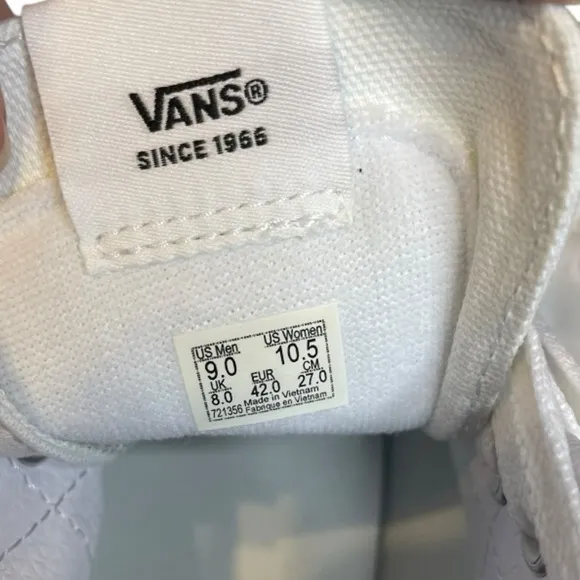 VANS®
SINCE 1966
US Men US Women
9.0 10.5
UK EUR CM
8.0 42.0 27.0
721356 Made in Vietnam
Fabriqué en Vietnam